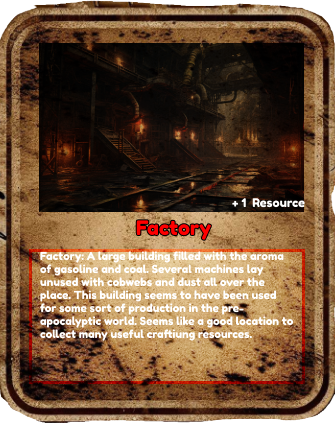 + 1 Resource
Factory
Factory: A large building filled with the aroma
of gasoline and coal. Several machines lay
unused with cobwebs and dust all over the
place. This building seems to have been used
for some sort of production in the pre-
apocalyptic world. Seems like a good location to
collect many useful craftiung resources.